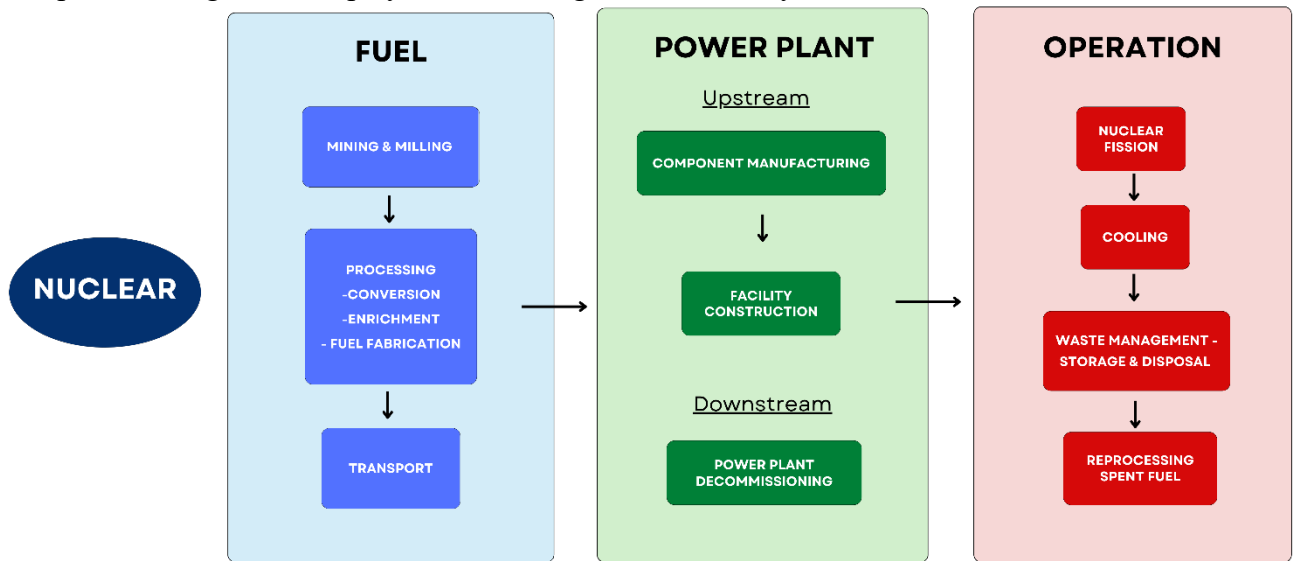 NUCLEAR
FUEL
MINING & MILLING
PROCESSING
-CONVERSION
-ENRICHMENT
- FUEL FABRICATION
TRANSPORT
POWER PLANT
Upstream
COMPONENT MANUFACTURING
FACILITY
CONSTRUCTION
Downstream
POWER PLANT
DECOMMISSIONING
OPERATION
NUCLEAR
FISSION
COOLING
WASTE MANAGEMENT -
STORAGE & DISPOSAL
REPROCESSING
SPENT FUEL